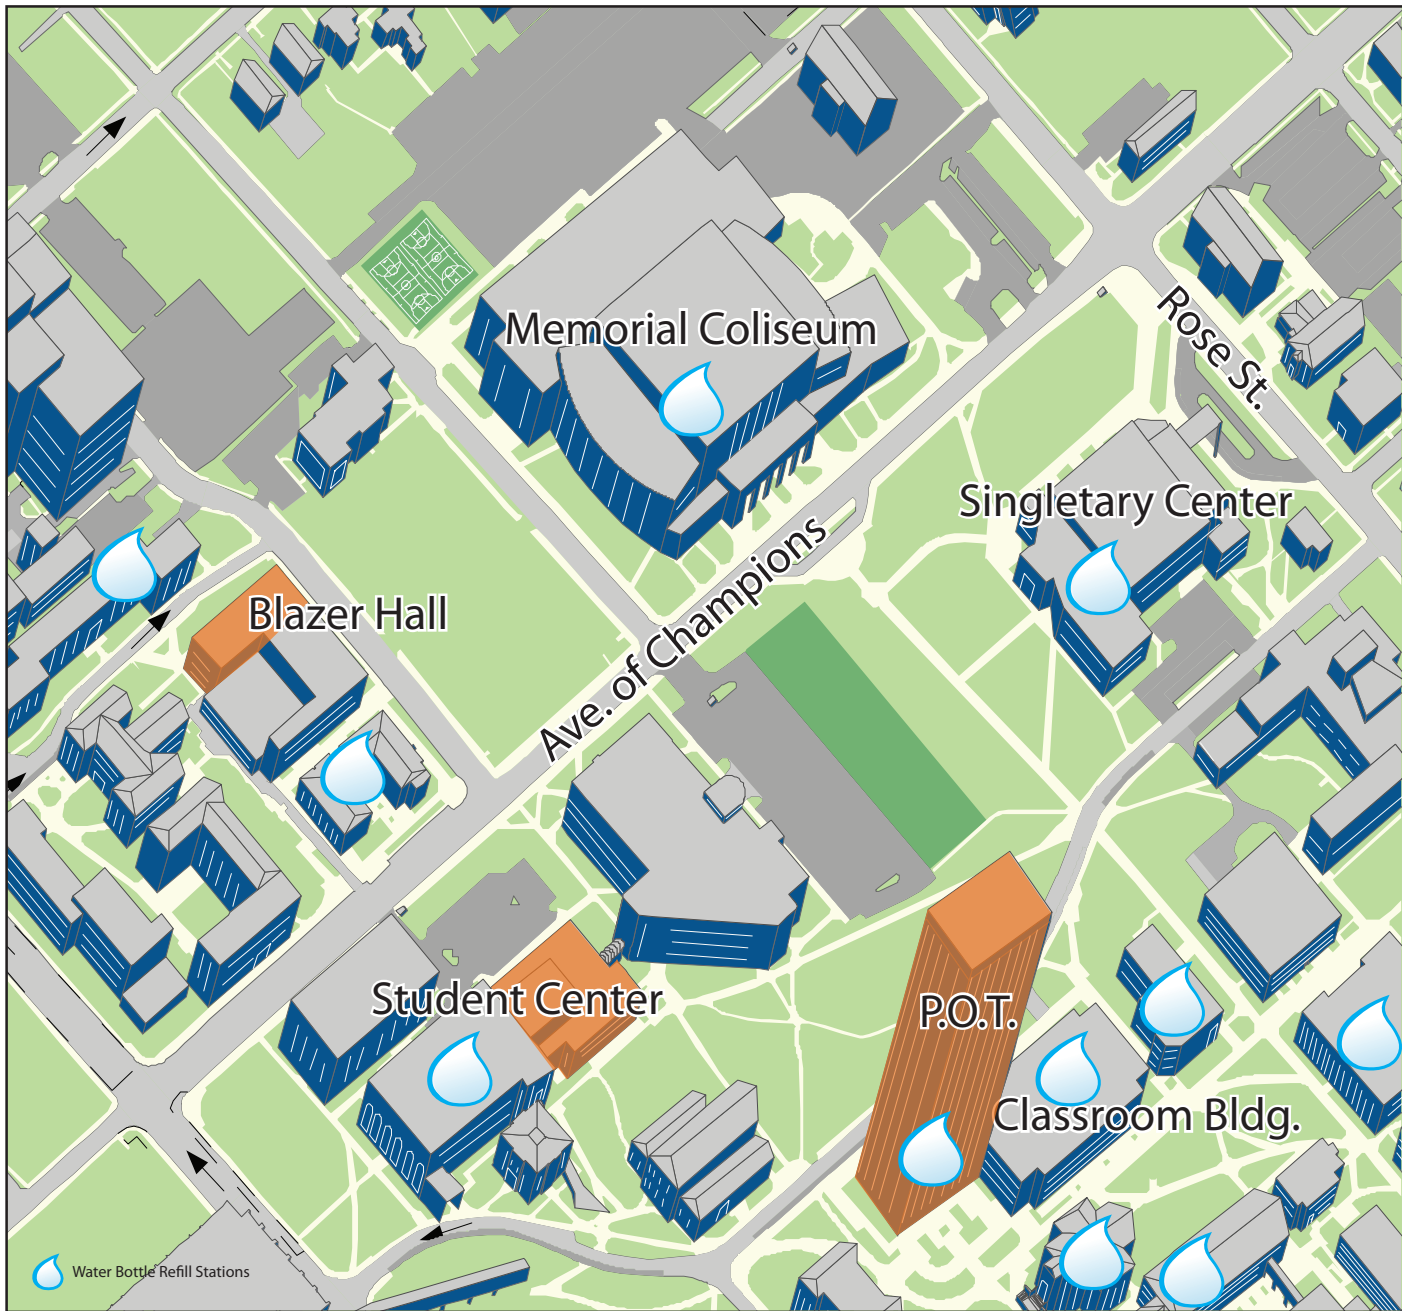 Memorial Coliseum
Rose St.
Singletary Center
Blazer Hall
Ave. of Champions
Student Center
P.O.T.
Classroom Bldg.
Water Bottle Refill Stations